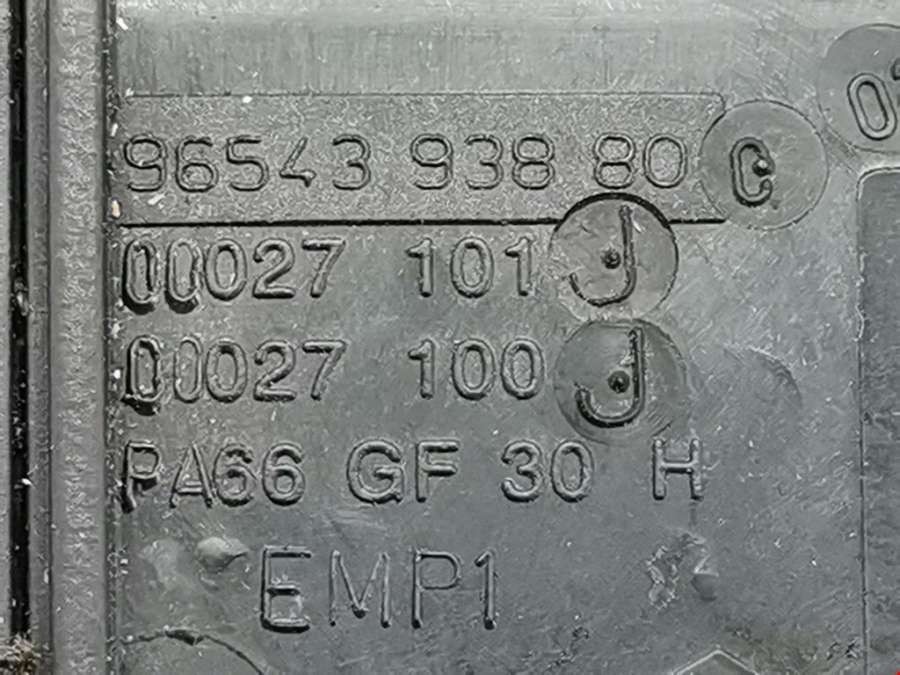 96543 938 80 C
00027 101 J
00027 100 J
PA66 GF 30 H
EMP1